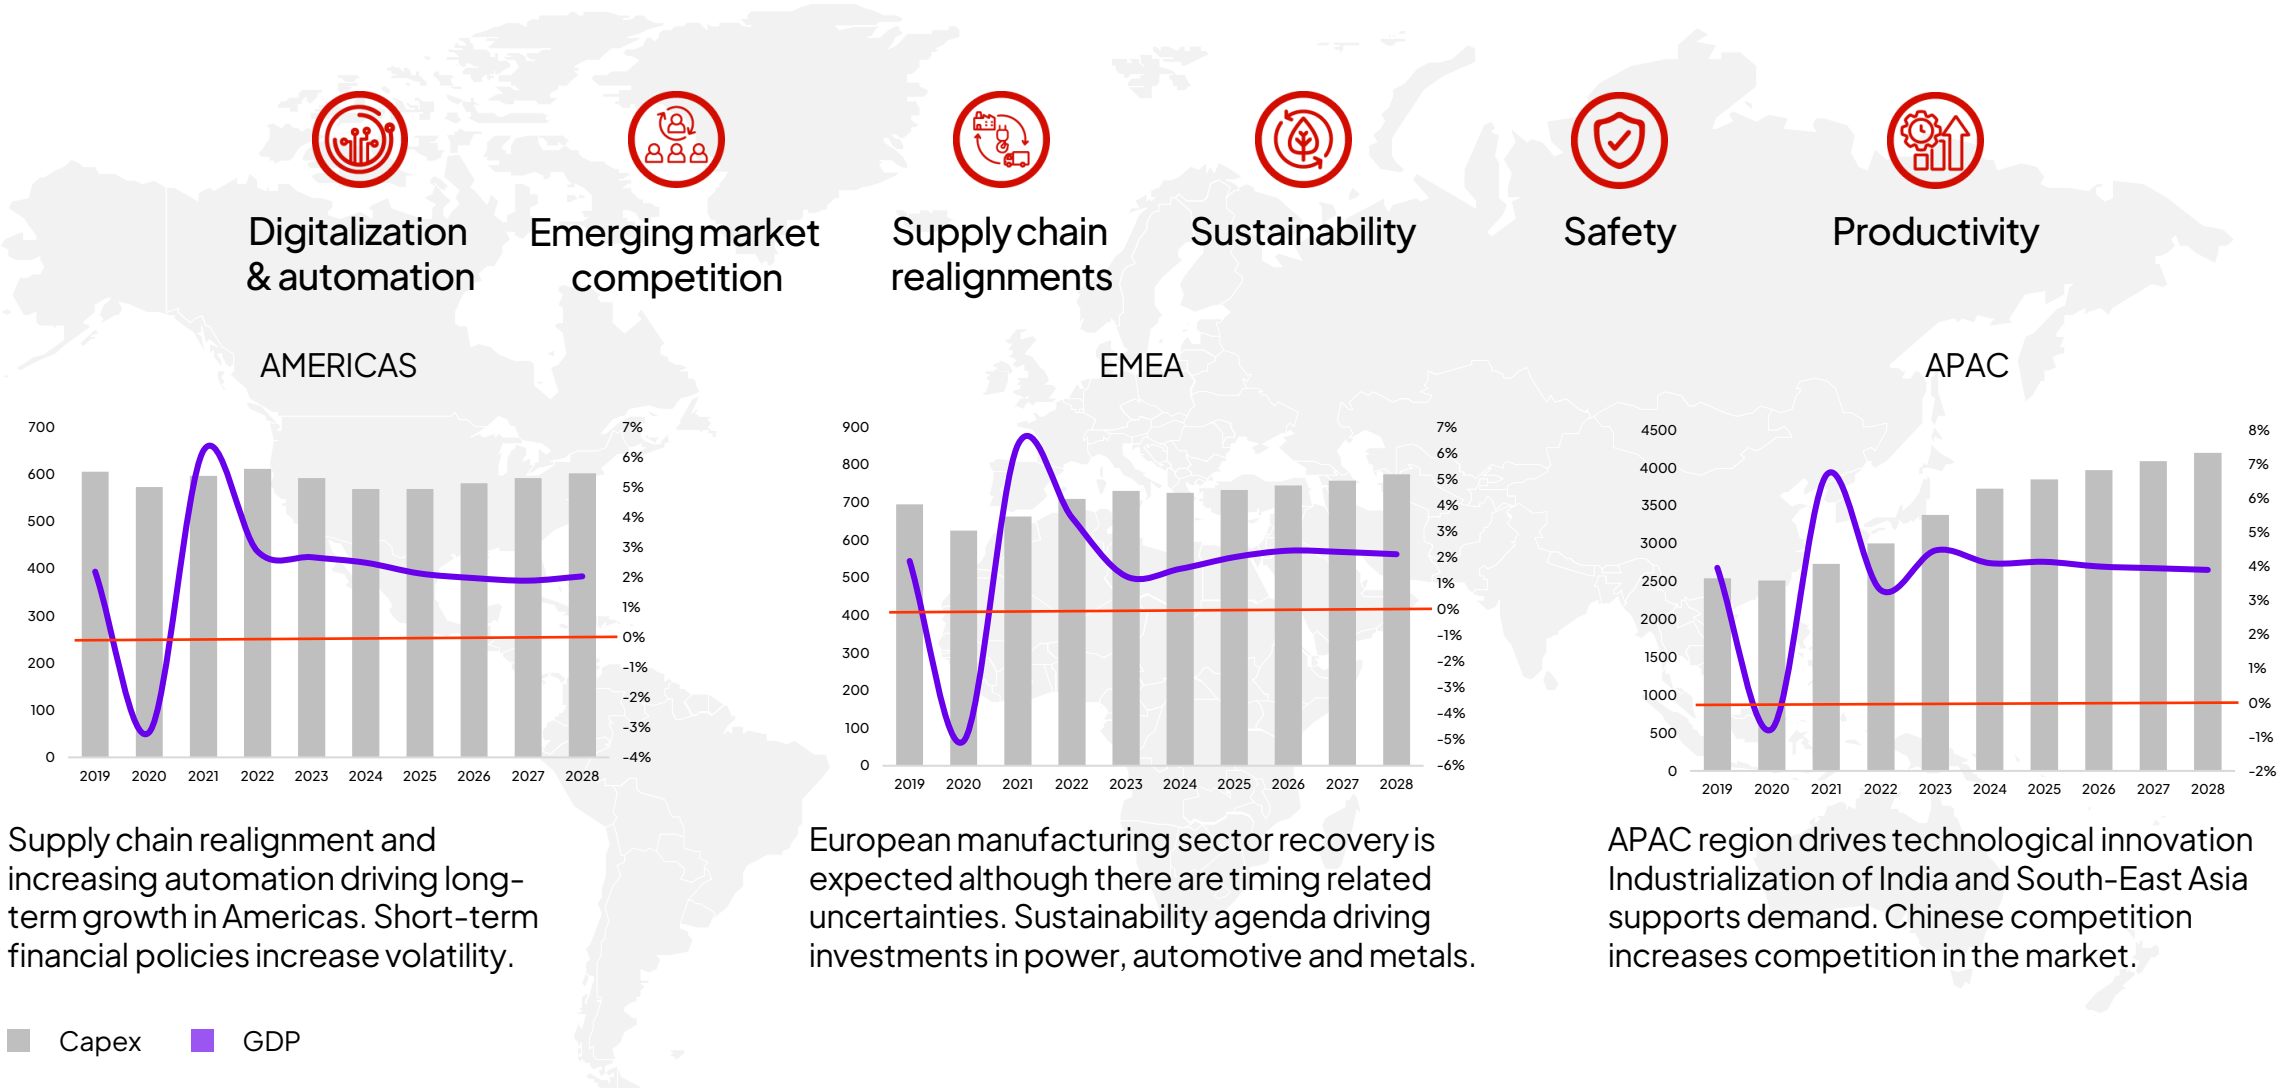 Digitalization
& automation
Emerging market
competition
Supply chain
realignments
Sustainability
Safety
Productivity
AMERICAS
700
600
500
400
300
200
100
0
7%
6%
5%
4%
3%
2%
1%
0%
-1%
-2%
-3%
-4%
2019 2020 2021 2022 2023 2024 2025 2026 2027 2028
Supply chain realignment and
increasing automation driving long-
term growth in Americas. Short-term
financial policies increase volatility.
EMEA
900
800
700
600
500
400
300
200
100
0
7%
6%
5%
4%
3%
2%
1%
0%
-1%
-2%
-3%
-4%
-5%
-6%
2019 2020 2021 2022 2023 2024 2025 2026 2027 2028
European manufacturing sector recovery is
expected although there are timing related
uncertainties. Sustainability agenda driving
investments in power, automotive and metals.
APAC
4500
4000
3500
3000
2500
2000
1500
1000
500
0
8%
7%
6%
5%
4%
3%
2%
1%
0%
-1%
-2%
2019 2020 2021 2022 2023 2024 2025 2026 2027 2028
APAC region drives technological innovation
Industrialization of India and South-East Asia
supports demand. Chinese competition
increases competition in the market.
Capex
GDP